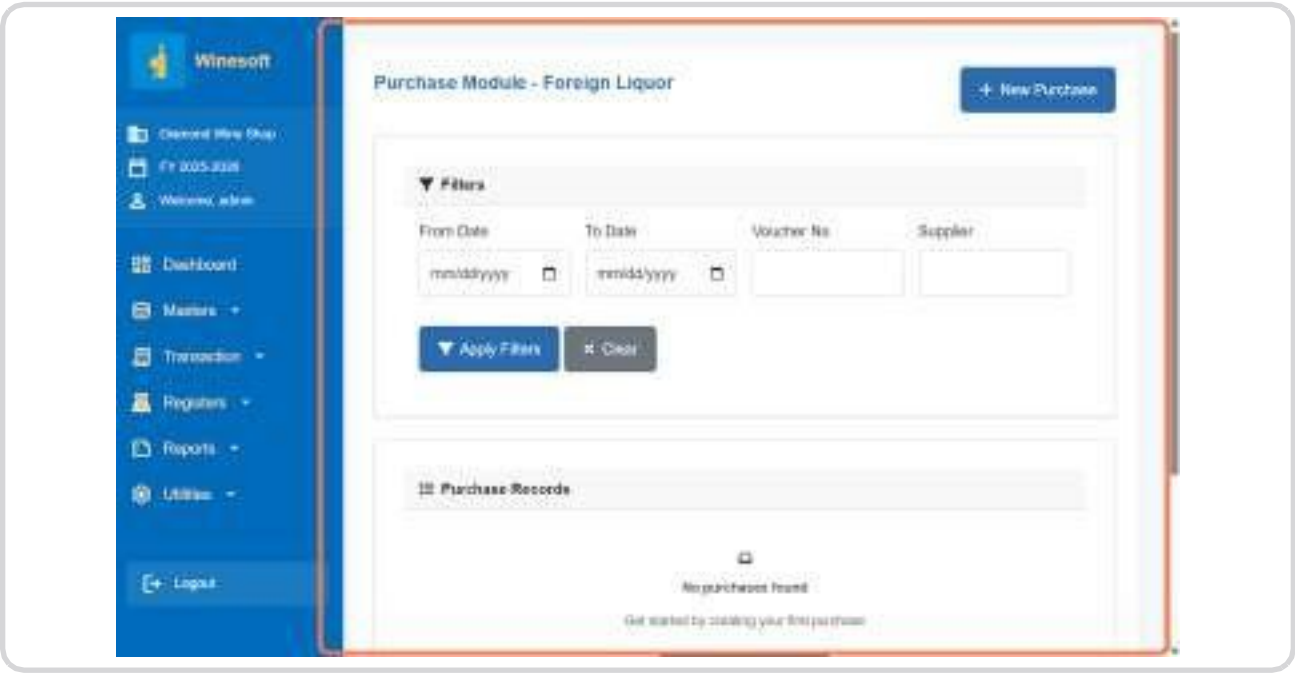 Winesoft
Purchase Module - Foreign Liquor
+ New Purchase
Diamond Wine Shop
FY 2025-2026
Welcome, admin
Filters
From Date
To Date
Voucher No
Supplier
mm/dd/yyyy
mm/dd/yyyy
Apply Filters
Clear
Dashboard
Masters
Transaction
Registers
Reports
Utilities
Logout
Purchase Records
No purchases found
Get started by creating your first purchase